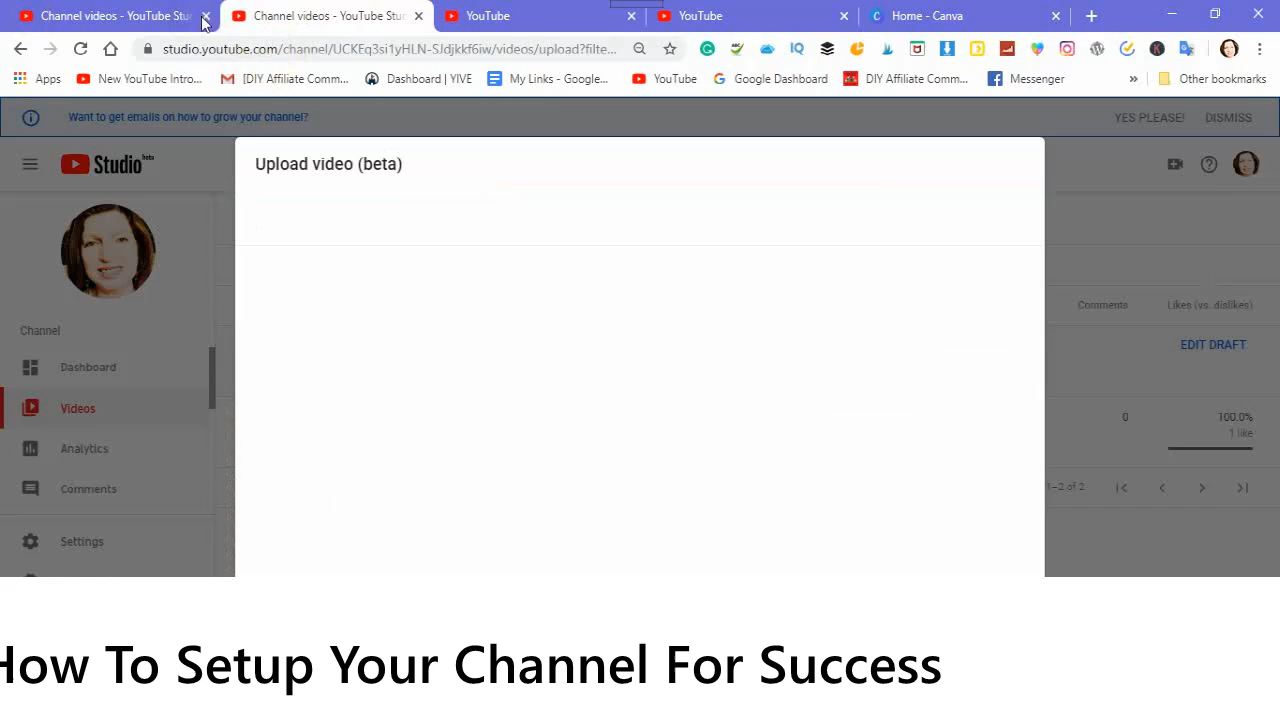 Channel videos - YouTube Stu
Channel videos - YouTube Stu
YouTube
YouTube
Home - Canva
studio.youtube.com/channel/UCKEq3si1yHLN-SJdjkkf6iw/videos/upload?filte...
Apps
New YouTube Intro...
[DIY Affiliate Comm...
Dashboard | YIVE
My Links - Google...
YouTube
Google Dashboard
DIY Affiliate Comm...
Messenger
»
Other bookmarks
Want to get emails on how to grow your channel?
YES PLEASE!
DISMISS
Studio beta
Upload video (beta)
Channel
Comments
Likes (vs. dislikes)
Dashboard
EDIT DRAFT
Videos
0
100.0%
1 like
Analytics
Comments
1–2 of 2
Settings
How To Setup Your Channel For Success